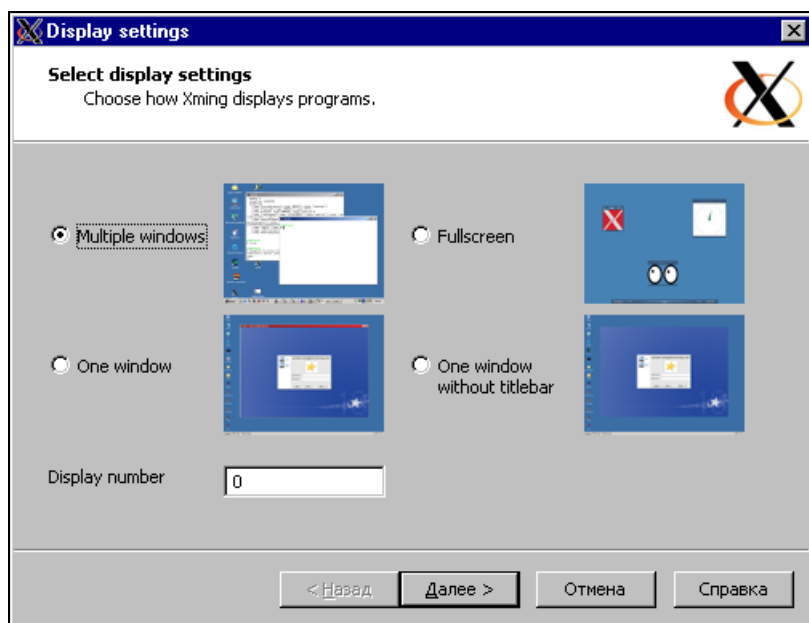 Display settings
Select display settings
Choose how Xming displays programs.
Multiple windows
Fullscreen
One window
One window
without titlebar
Display number
0
< Назад
Далее >
Отмена
Справка